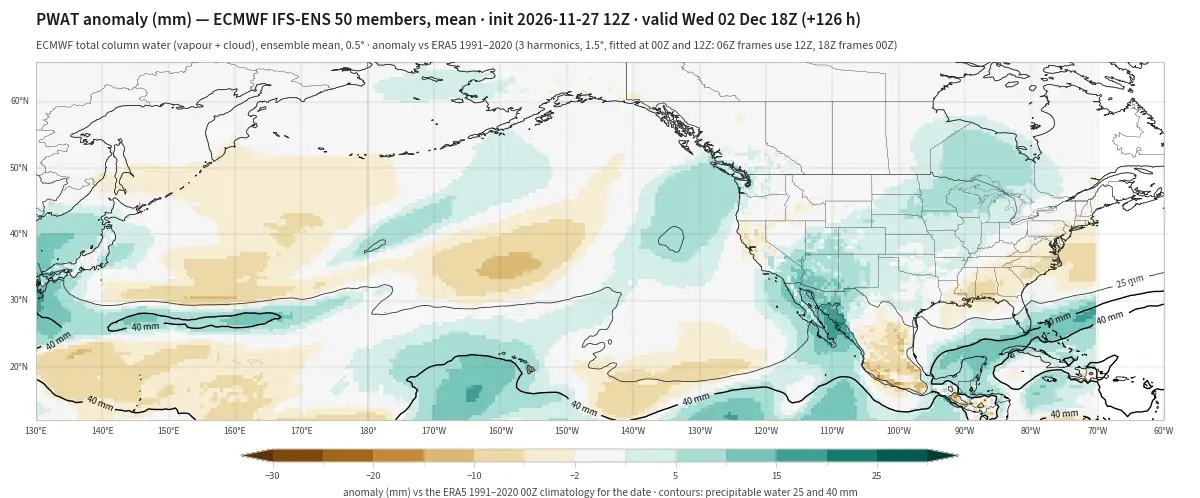 PWAT anomaly (mm) — ECMWF IFS-ENS 50 members, mean · init 2026-11-27 12Z · valid Wed 02 Dec 18Z (+126 h)
ECMWF total column water (vapour + cloud), ensemble mean, 0.5° · anomaly vs ERA5 1991–2020 (3 harmonics, 1.5°, fitted at 00Z and 12Z: 06Z frames use 12Z, 18Z frames 00Z)
60°N
50°N
40°N
30°N
20°N
25 mm
40 mm
40 mm
40 mm
40 mm
40 mm
40 mm
40 mm
40 mm
130°E 140°E 150°E 160°E 170°E 180° 170°W 160°W 150°W 140°W 130°W 120°W 110°W 100°W 90°W 80°W 70°W 60°W
−30 −20 −10 −2 5 15 25
anomaly (mm) vs the ERA5 1991–2020 00Z climatology for the date · contours: precipitable water 25 and 40 mm